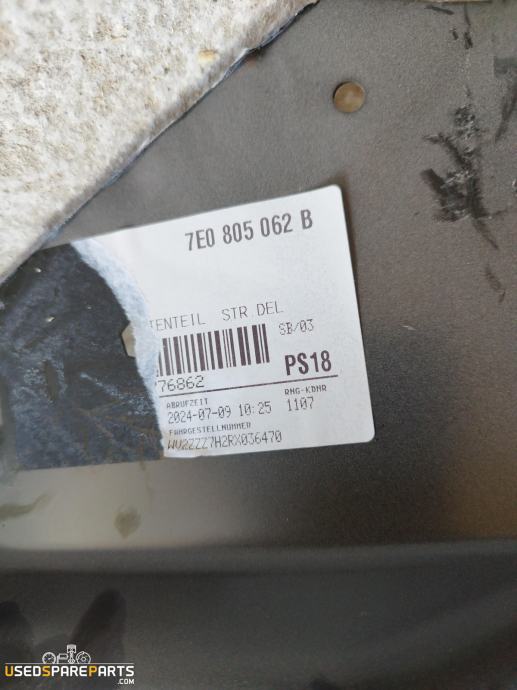 7E0 805 062 B
TENTEIL STR.DEL
SB/03
76862
PS18
ABRUFZEIT
RNG-KDNR
2024-07-09 10:25
1107
FAHRGESTELLNUMMER
WV2ZZZ7H2RX036470
USEDSPAREPARTS
.COM